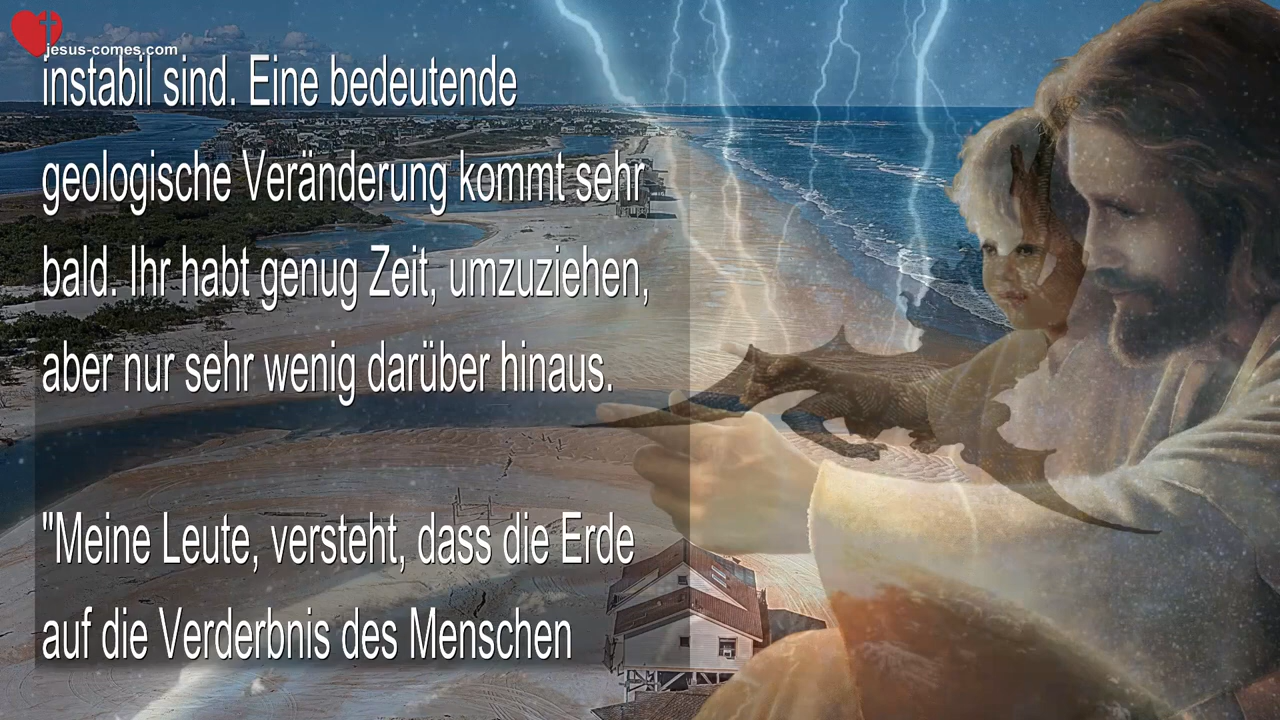 jesus-comes.com
instabil sind. Eine bedeutende
geologische Veränderung kommt sehr
bald. Ihr habt genug Zeit, umzuziehen,
aber nur sehr wenig darüber hinaus.
"Meine Leute, versteht, dass die Erde
auf die Verderbnis des Menschen